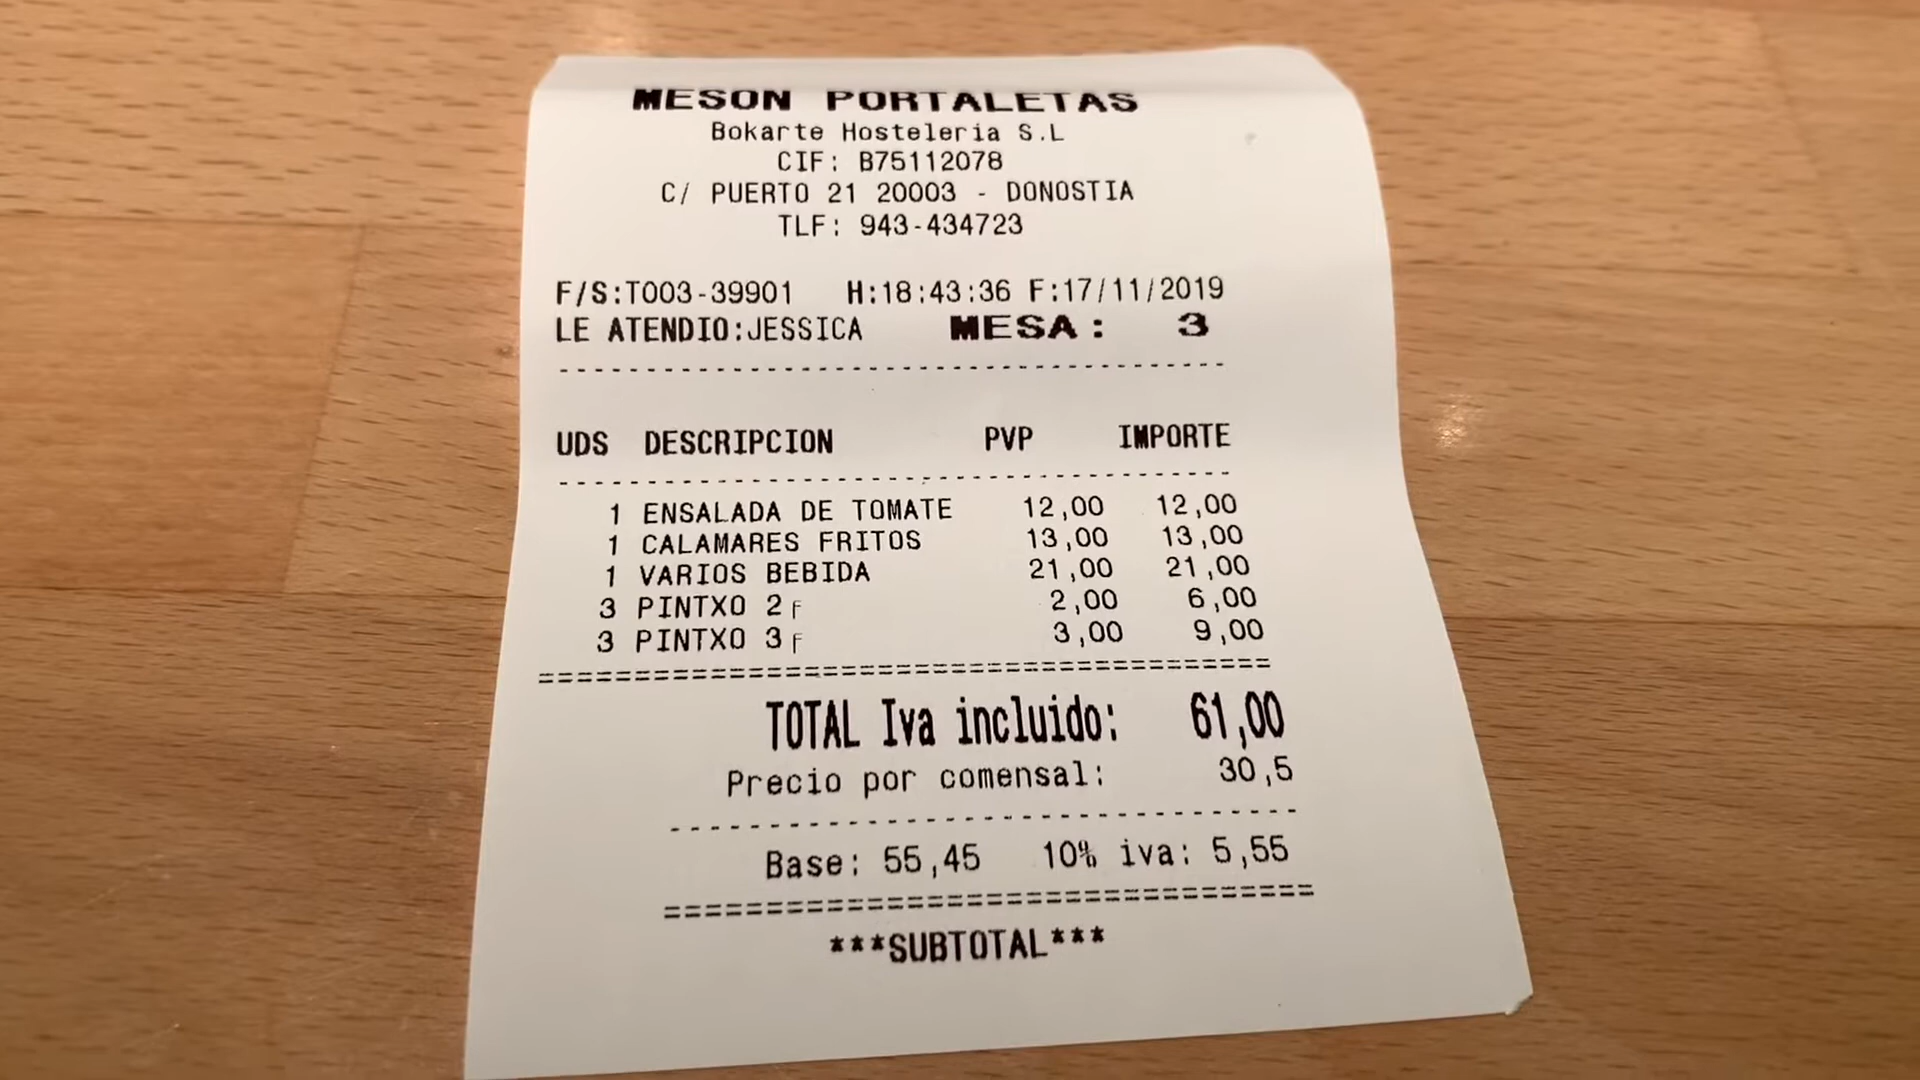 MESON PORTALETAS
Bokarte Hosteleria S.L
CIF: B75112078
C/ PUERTO 21 20003 - DONOSTIA
TLF: 943-434723
F/S:T003-39901 H:18:43:36 F:17/11/2019
LE ATENDIO:JESSICA MESA: 3
UDS DESCRIPCION PVP IMPORTE
1 ENSALADA DE TOMATE 12,00 12,00
1 CALAMARES FRITOS 13,00 13,00
1 VARIOS BEBIDA 21,00 21,00
3 PINTXO 2 F 2,00 6,00
3 PINTXO 3 F 3,00 9,00
TOTAL Iva incluido: 61,00
Precio por comensal: 30,5
Base: 55,45 10% iva: 5,55
***SUBTOTAL***